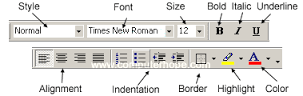 Style Font Size Bold Italic Underline
Normal Times New Roman 12 B I U
A
Alignment Indentation Border Highlight Color